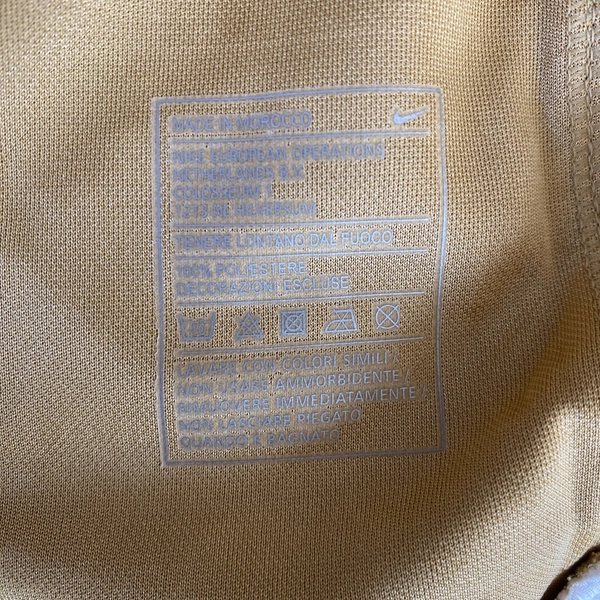 MADE IN MOROCCO
NIKE EUROPEAN OPERATIONS
NETHERLANDS B.V.
COLOSSEUM 1
1213 NL HILVERSUM
TENERE LONTANO DAL FUOCO
100% POLIESTERE
DECORAZIONI ESCLUSE
LAVARE CON COLORI SIMILI /
NON USARE AMMORBIDENTE /
RIMUOVERE IMMEDIATAMENTE /
NON LASCIARE PIEGATO
QUANDO È BAGNATO